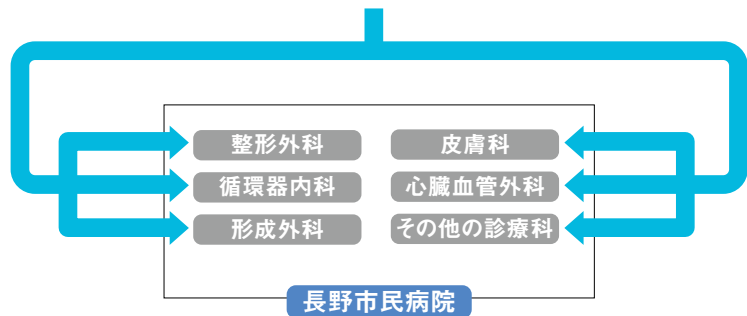 整形外科
皮膚科
循環器内科
心臓血管外科
形成外科
その他の診療科
長野市民病院